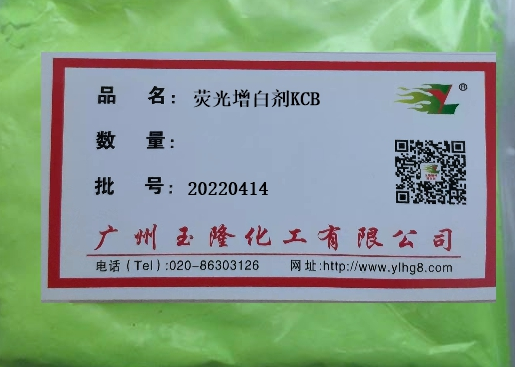 品 名: 荧光增白剂KCB
®
数 量:
批 号: 20220414
广州玉隆化工有限公司
电话(Tel):020-86303126 网址:http://www.ylhg8.com